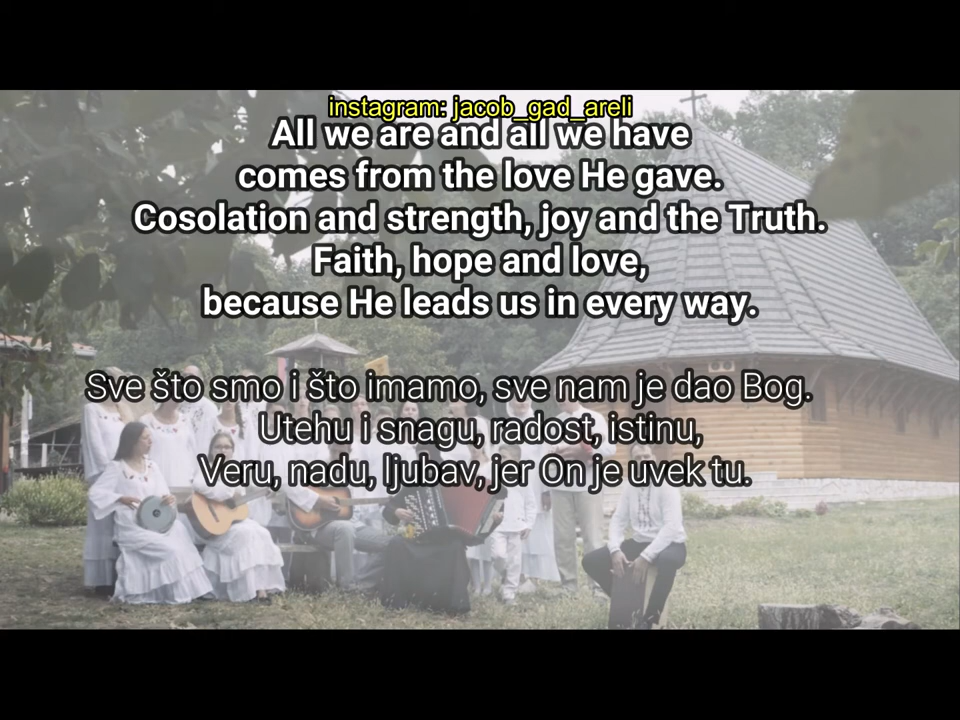 instagram: jacob_gad_areli
All we are and all we have
comes from the love He gave.
Cosolation and strength, joy and the Truth.
Faith, hope and love,
because He leads us in every way.
Sve što smo i što imamo, sve nam je dao Bog.
Utehu i snagu, radost, istinu,
Veru, nadu, ljubav, jer On je uvek tu.